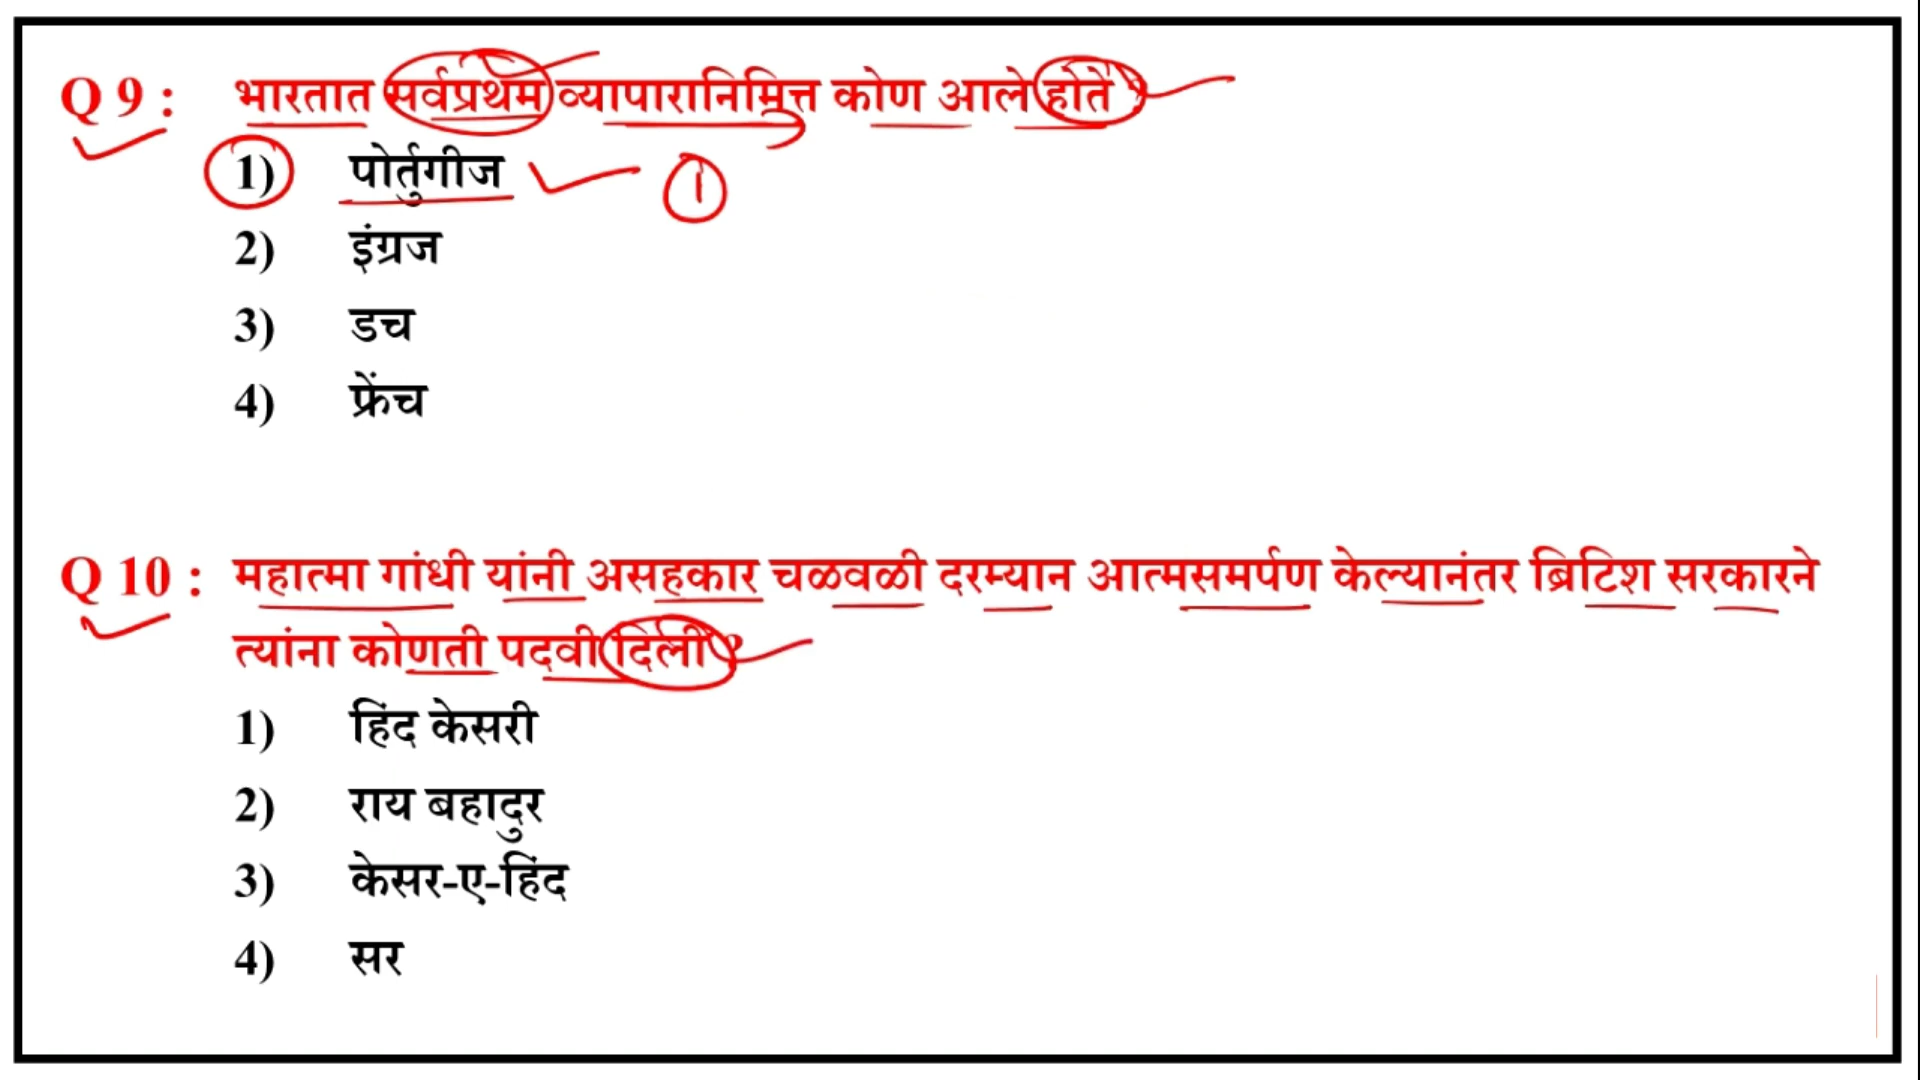 Q 9 : भारतात सर्वप्रथम व्यापारानिमित्त कोण आले होते ?
1) पोर्तुगीज ①
2) इंग्रज
3) डच
4) फ्रेंच
Q 10 : महात्मा गांधी यांनी असहकार चळवळी दरम्यान आत्मसमर्पण केल्यानंतर ब्रिटिश सरकारने
त्यांना कोणती पदवी दिली ?
1) हिंद केसरी
2) राय बहादुर
3) केसर-ए-हिंद
4) सर